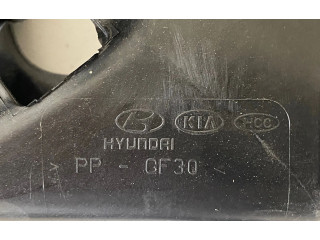 KIA HCC
HYUNDAI
> PP - GF30 <